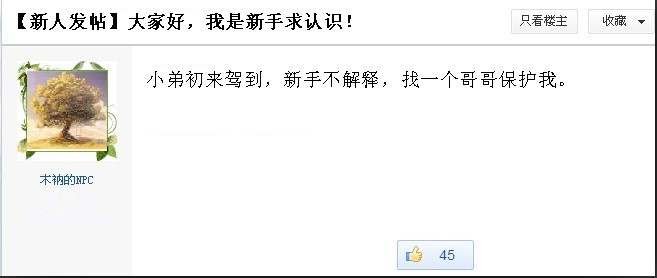 【新人发帖】大家好，我是新手求认识！
只看楼主
收藏
小弟初来驾到，新手不解释，找一个哥哥保护我。
木衲的NPC
45